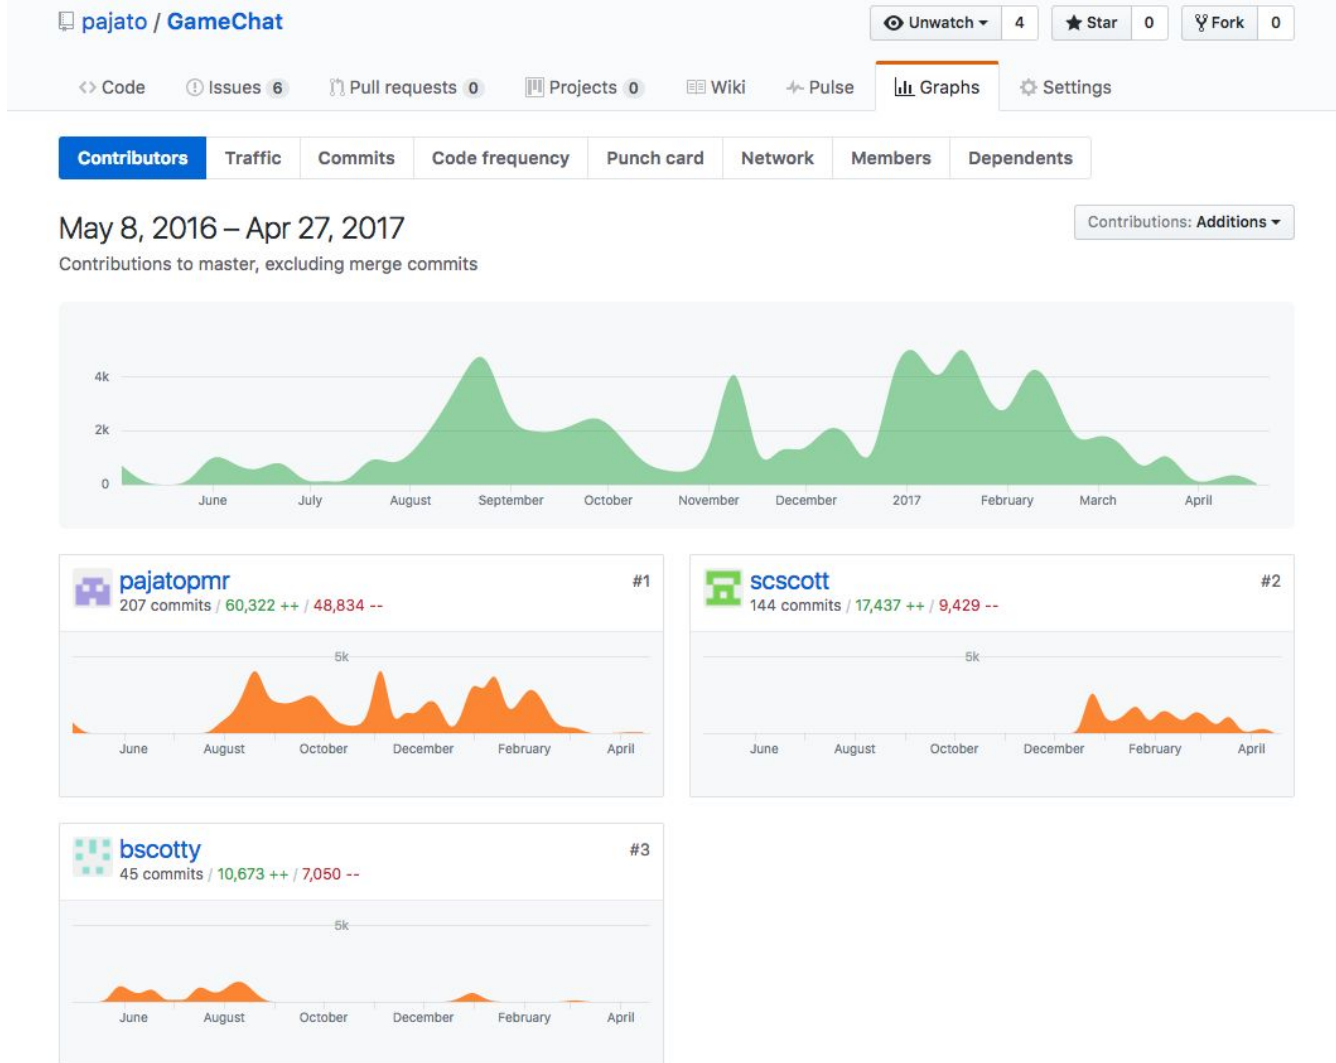 pajato / GameChat
Unwatch 4 Star 0 Fork 0
Code Issues 6 Pull requests 0 Projects 0 Wiki Pulse Graphs Settings
Contributors Traffic Commits Code frequency Punch card Network Members Dependents
May 8, 2016 – Apr 27, 2017
Contributions: Additions
Contributions to master, excluding merge commits
4k
2k
0
June July August September October November December 2017 February March April
pajatopmr #1
207 commits / 60,322 ++ / 48,834 --
5k
June August October December February April
scscott #2
144 commits / 17,437 ++ / 9,429 --
5k
June August October December February April
bscotty #3
45 commits / 10,673 ++ / 7,050 --
5k
June August October December February April